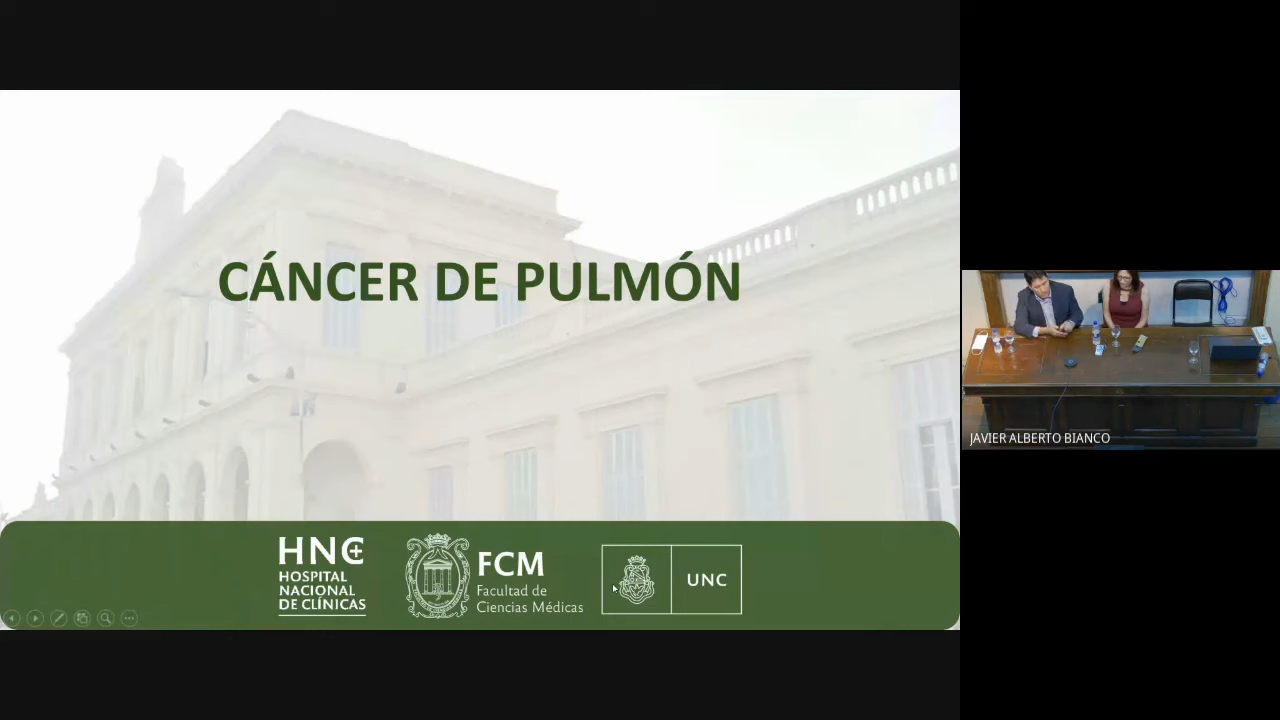 CÁNCER DE PULMÓN
HNC
HOSPITAL
NACIONAL
DE CLÍNICAS
FCM
Facultad de
Ciencias Médicas
UNC
JAVIER ALBERTO BIANCO